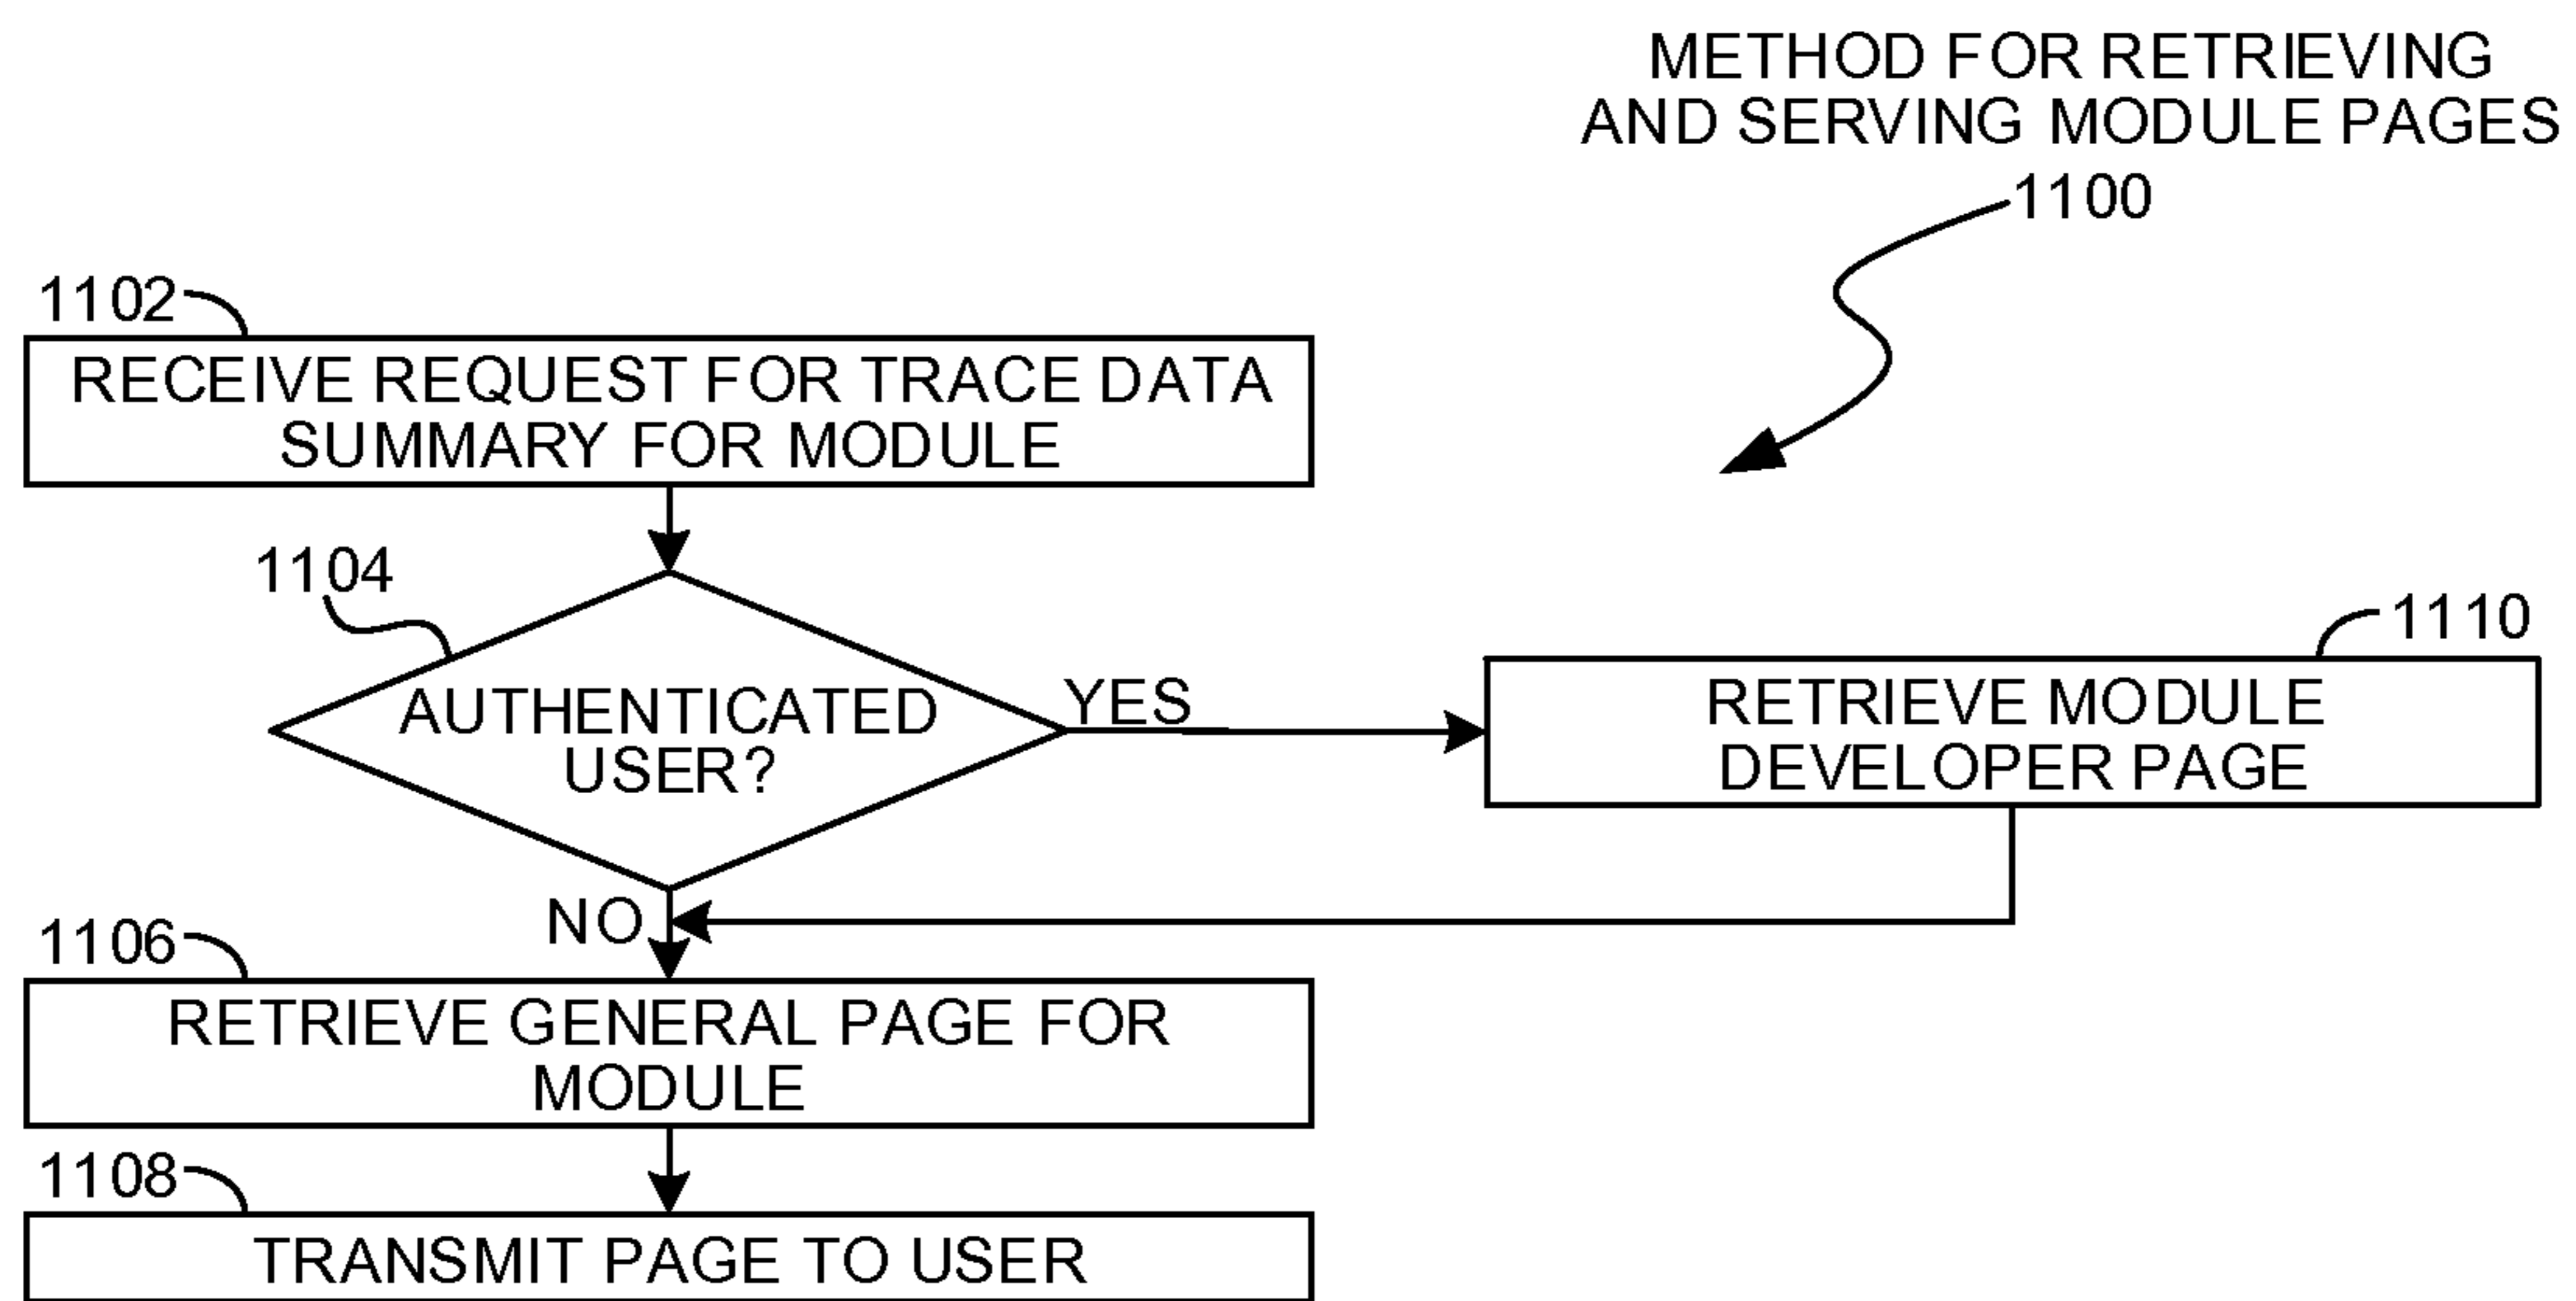 METHOD FOR RETRIEVING
AND SERVING MODULE PAGES
1100
1102
RECEIVE REQUEST FOR TRACE DATA
SUMMARY FOR MODULE
1104
AUTHENTICATED
USER?
YES
1110
RETRIEVE MODULE
DEVELOPER PAGE
NO
1106
RETRIEVE GENERAL PAGE FOR
MODULE
1108
TRANSMIT PAGE TO USER